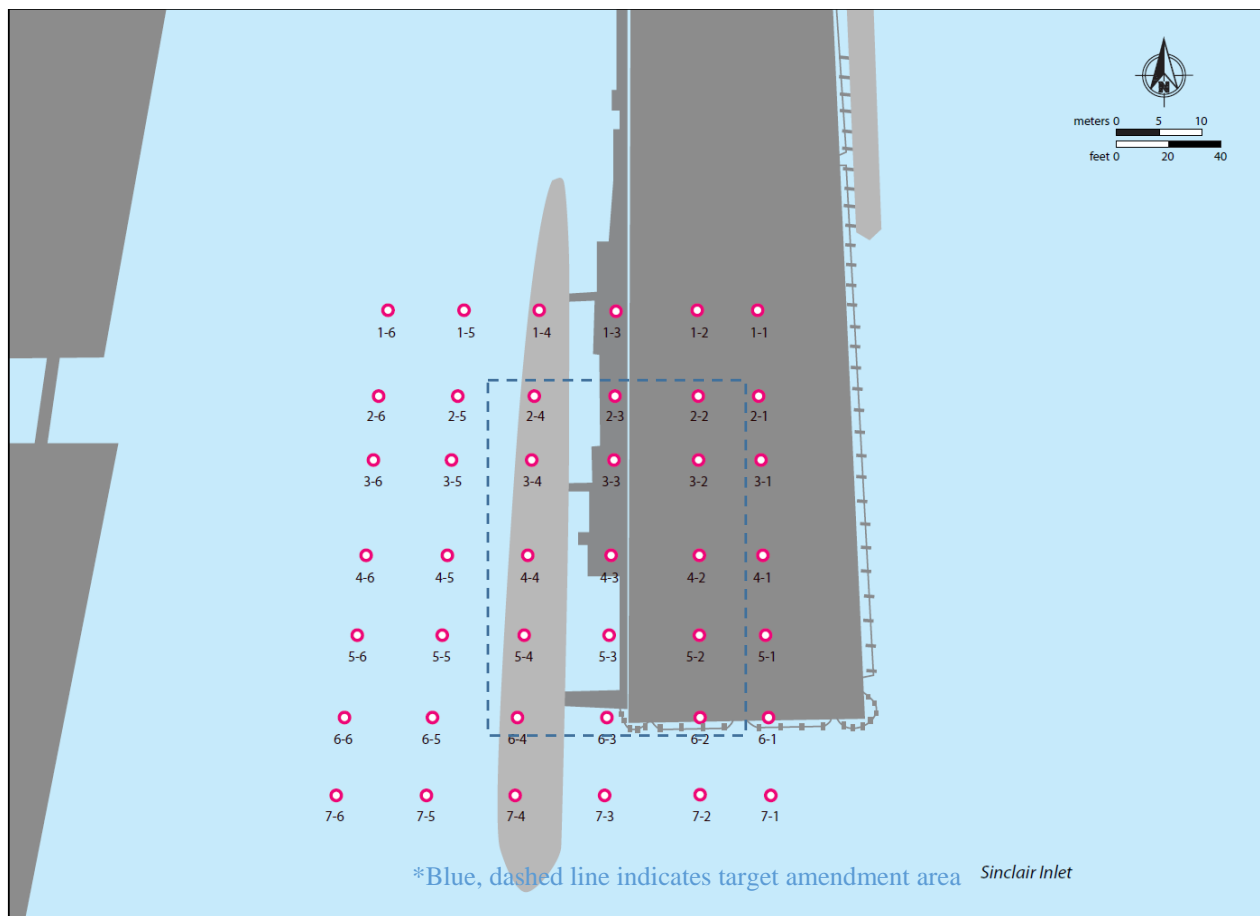 N
meters 0 5 10
feet 0 20 40
1-6 1-5 1-4 1-3 1-2 1-1
2-6 2-5 2-4 2-3 2-2 2-1
3-6 3-5 3-4 3-3 3-2 3-1
4-6 4-5 4-4 4-3 4-2 4-1
5-6 5-5 5-4 5-3 5-2 5-1
6-6 6-5 6-4 6-3 6-2 6-1
7-6 7-5 7-4 7-3 7-2 7-1
*Blue, dashed line indicates target amendment area
Sinclair Inlet